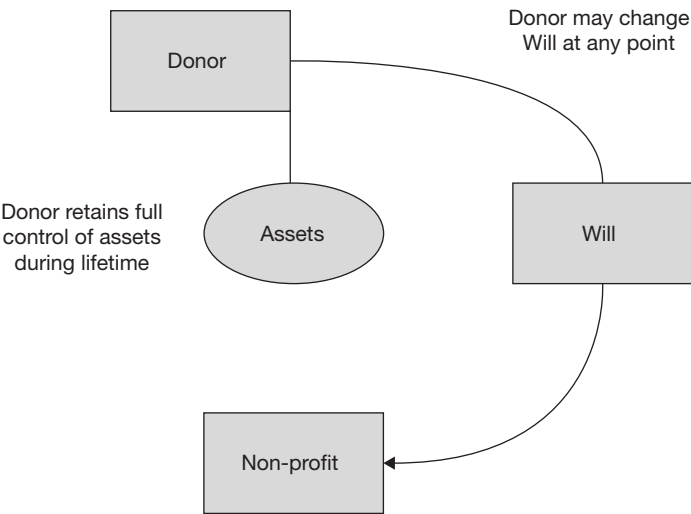 Donor may change
Will at any point
Donor
Donor retains full
control of assets
during lifetime
Assets
Will
Non-profit